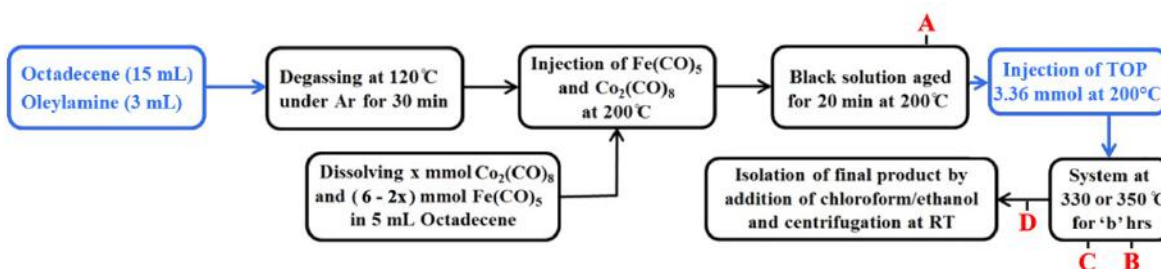 Octadecene (15 mL)
Oleylamine (3 mL)
Degassing at 120℃
under Ar for 30 min
Injection of Fe(CO)₅
and Co₂(CO)₈
at 200℃
A
Black solution aged
for 20 min at 200℃
Injection of TOP
3.36 mmol at 200°C
Dissolving x mmol Co₂(CO)₈
and (6 - 2x) mmol Fe(CO)₅
in 5 mL Octadecene
Isolation of final product by
addition of chloroform/ethanol
and centrifugation at RT
D
System at
330 or 350 ℃
for ‘b’ hrs
C B